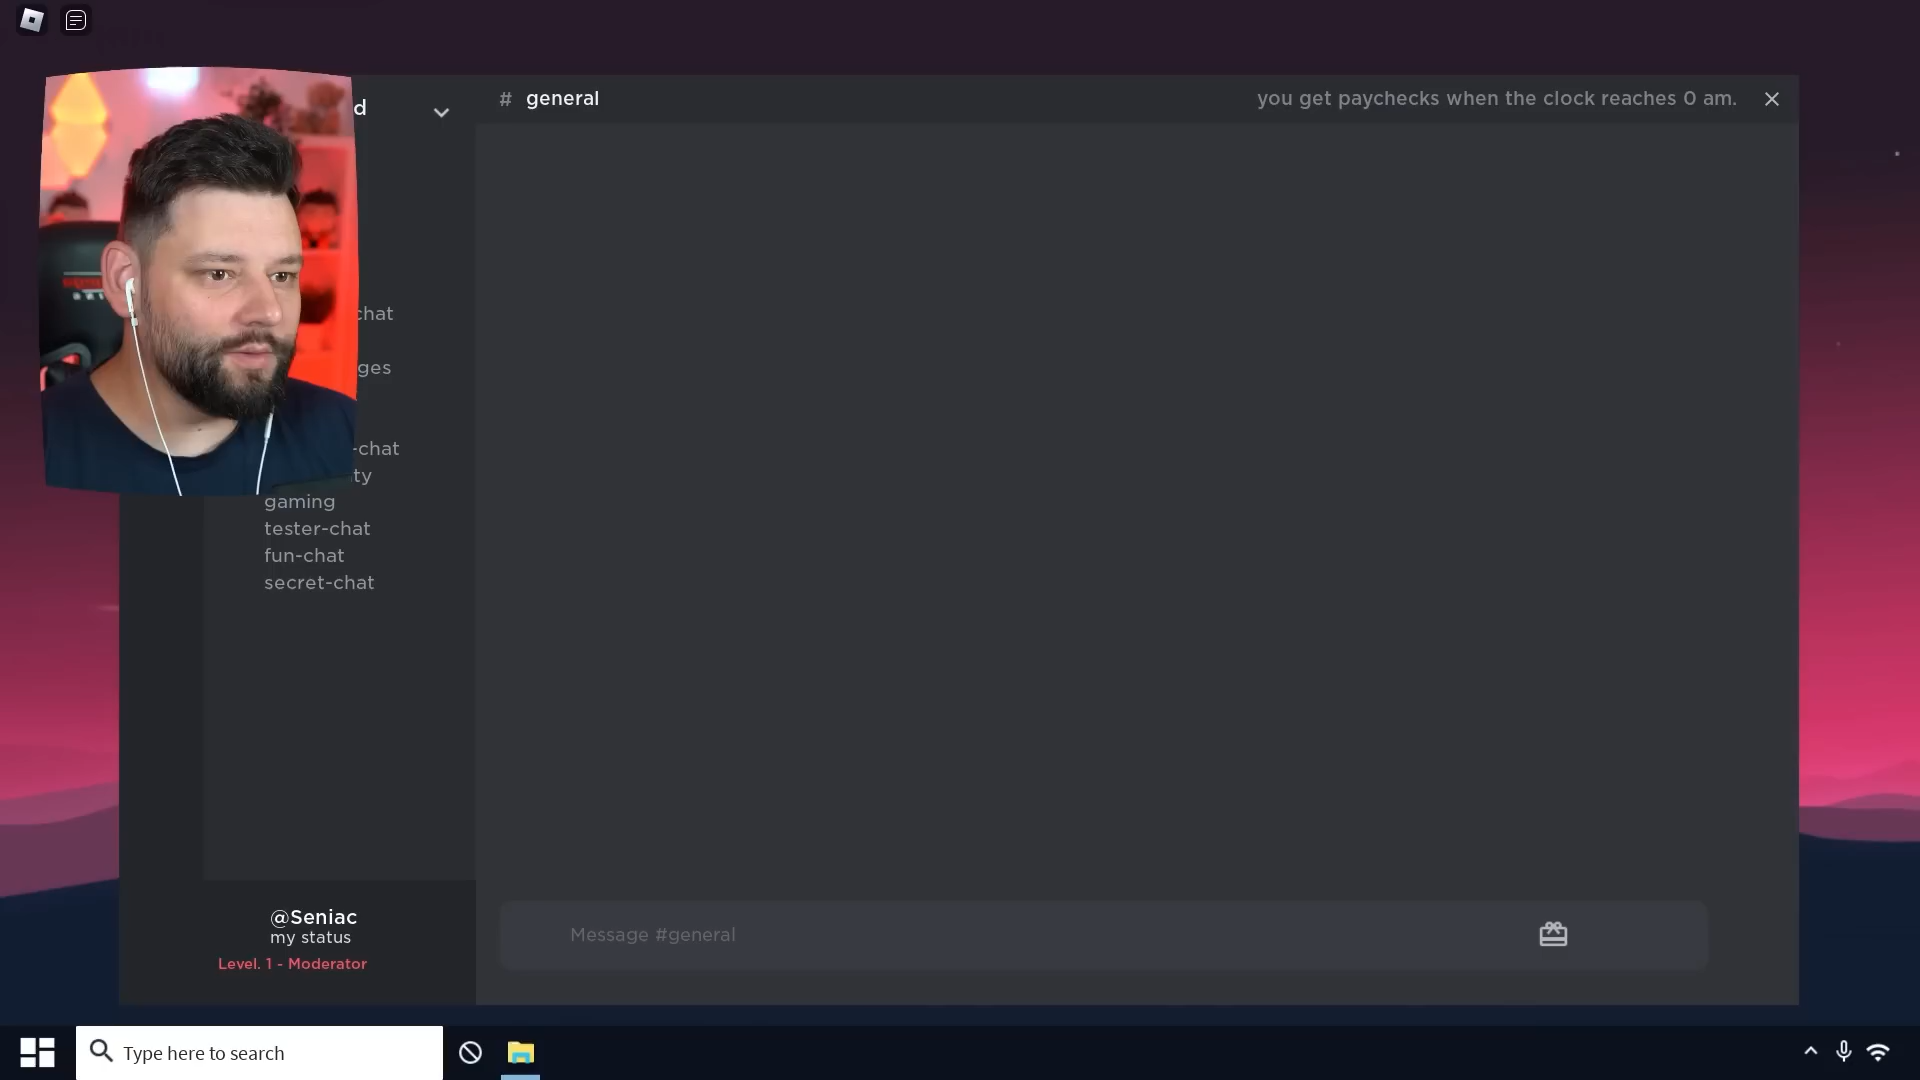 d
# general
you get paychecks when the clock reaches 0 am.
chat
ges
-chat
ty
gaming
tester-chat
fun-chat
secret-chat
@Seniac
my status
Level. 1 - Moderator
Message #general
Type here to search